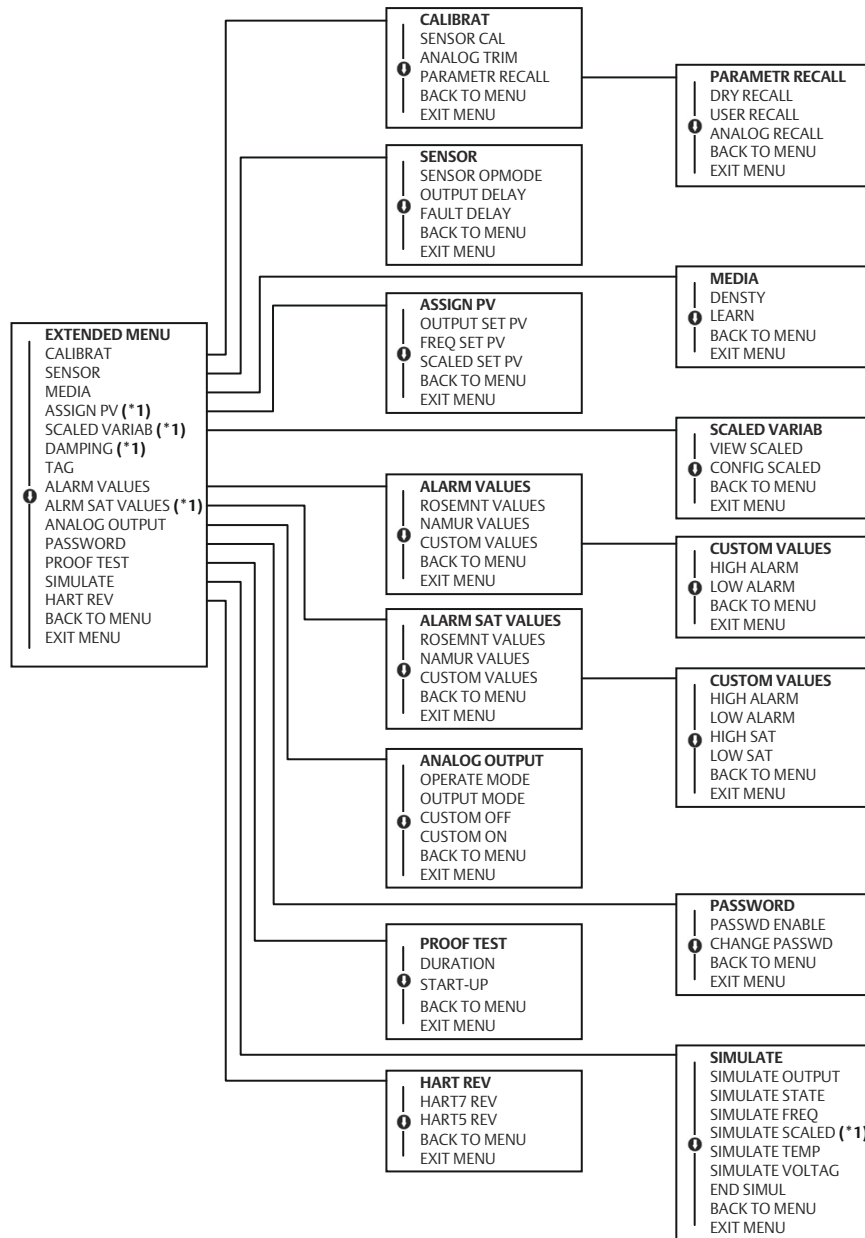 EXTENDED MENU
CALIBRAT
SENSOR
MEDIA
ASSIGN PV (*1)
SCALED VARIAB (*1)
DAMPING (*1)
TAG
ALARM VALUES
ALRM SAT VALUES (*1)
ANALOG OUTPUT
PASSWORD
PROOF TEST
SIMULATE
HART REV
BACK TO MENU
EXIT MENU
CALIBRAT
SENSOR CAL
ANALOG TRIM
PARAMETR RECALL
BACK TO MENU
EXIT MENU
PARAMETR RECALL
DRY RECALL
USER RECALL
ANALOG RECALL
BACK TO MENU
EXIT MENU
SENSOR
SENSOR OPMODE
OUTPUT DELAY
FAULT DELAY
BACK TO MENU
EXIT MENU
MEDIA
DENSTY
LEARN
BACK TO MENU
EXIT MENU
ASSIGN PV
OUTPUT SET PV
FREQ SET PV
SCALED SET PV
BACK TO MENU
EXIT MENU
SCALED VARIAB
VIEW SCALED
CONFIG SCALED
BACK TO MENU
EXIT MENU
ALARM VALUES
ROSEMNT VALUES
NAMUR VALUES
CUSTOM VALUES
BACK TO MENU
EXIT MENU
CUSTOM VALUES
HIGH ALARM
LOW ALARM
BACK TO MENU
EXIT MENU
ALARM SAT VALUES
ROSEMNT VALUES
NAMUR VALUES
CUSTOM VALUES
BACK TO MENU
EXIT MENU
CUSTOM VALUES
HIGH ALARM
LOW ALARM
HIGH SAT
LOW SAT
BACK TO MENU
EXIT MENU
ANALOG OUTPUT
OPERATE MODE
OUTPUT MODE
CUSTOM OFF
CUSTOM ON
BACK TO MENU
EXIT MENU
PASSWORD
PASSWD ENABLE
CHANGE PASSWD
BACK TO MENU
EXIT MENU
PROOF TEST
DURATION
START-UP
BACK TO MENU
EXIT MENU
SIMULATE
SIMULATE OUTPUT
SIMULATE STATE
SIMULATE FREQ
SIMULATE SCALED (*1)
SIMULATE TEMP
SIMULATE VOLTAG
END SIMUL
BACK TO MENU
EXIT MENU
HART REV
HART7 REV
HART5 REV
BACK TO MENU
EXIT MENU